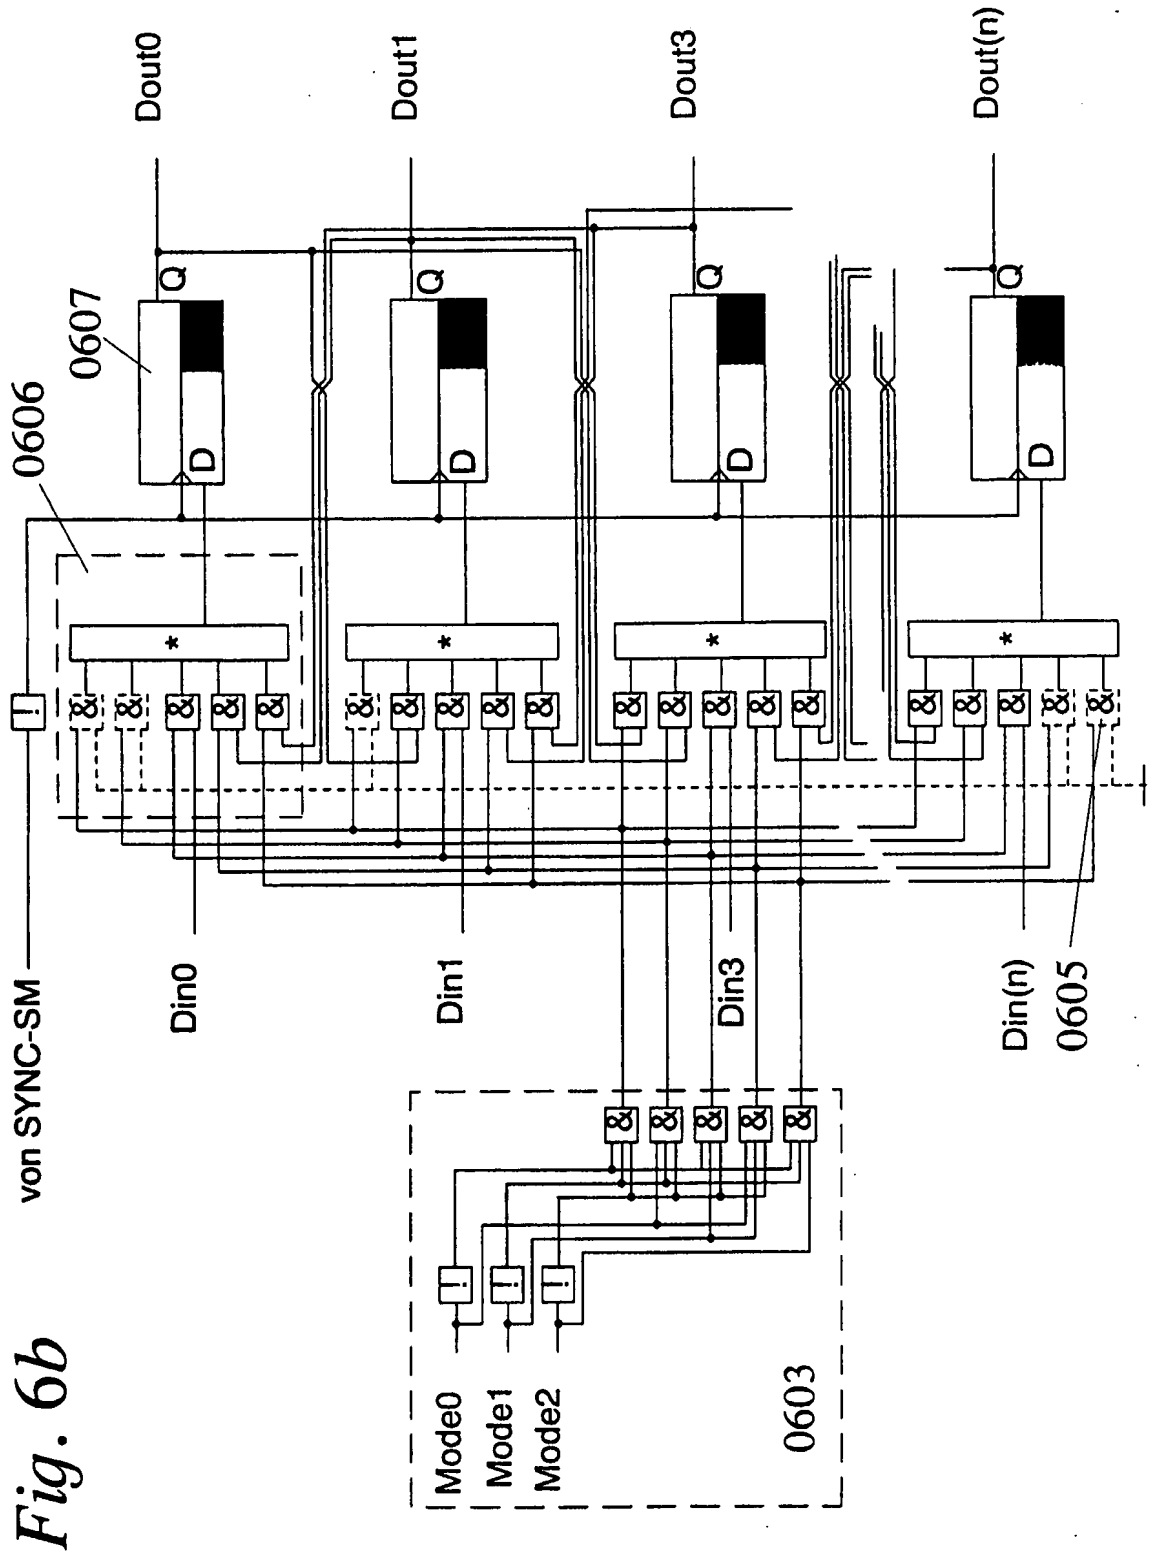 Fig. 6b
von SYNC-SM
!
0606
0607
Dout0
Dout1
Dout3
Dout(n)
Q
Q
Q
Q
D
D
D
D
*
*
*
*
& & & & &
& & & & &
& & & & &
& & & & &
Din0
Din1
Din3
Din(n)
0605
& & & & &
! ! !
Mode0
Mode1
Mode2
0603